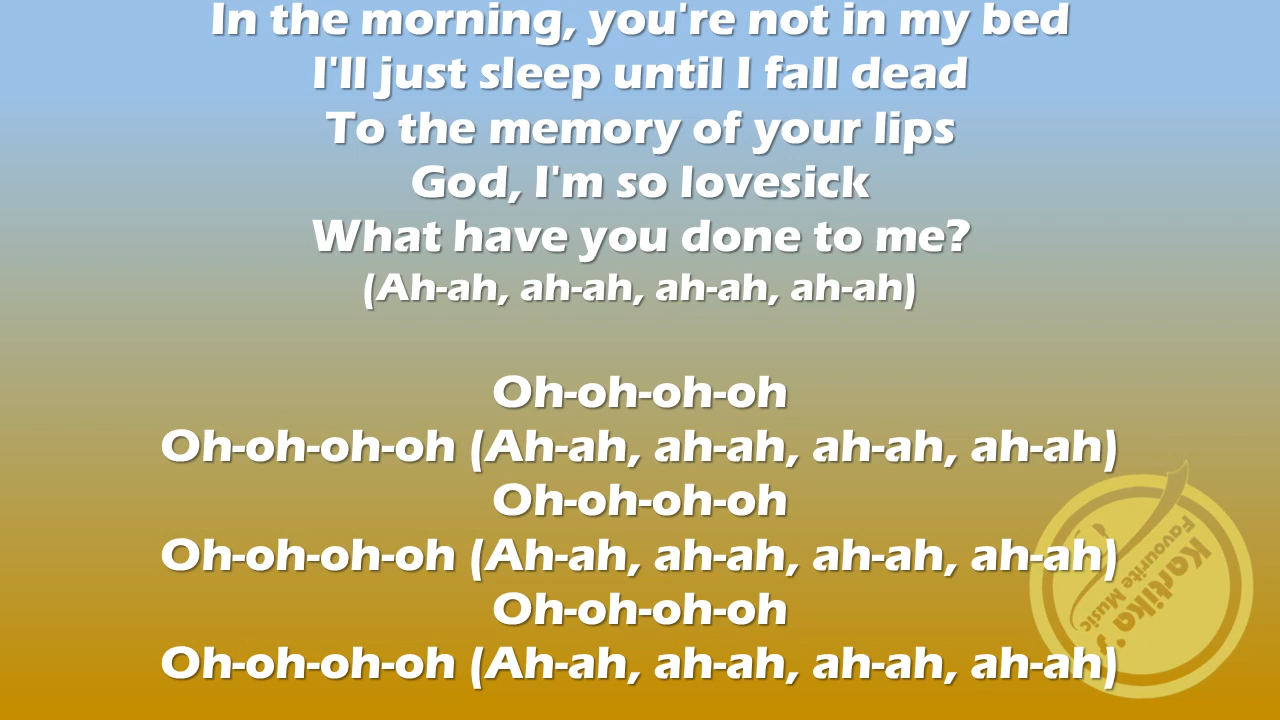 In the morning, you're not in my bed
I'll just sleep until I fall dead
To the memory of your lips
God, I'm so lovesick
What have you done to me?
(Ah-ah, ah-ah, ah-ah, ah-ah)
Oh-oh-oh-oh
Oh-oh-oh-oh (Ah-ah, ah-ah, ah-ah, ah-ah)
Oh-oh-oh-oh
Oh-oh-oh-oh (Ah-ah, ah-ah, ah-ah, ah-ah)
Oh-oh-oh-oh
Oh-oh-oh-oh (Ah-ah, ah-ah, ah-ah, ah-ah)
Kartika's
Favourite Music